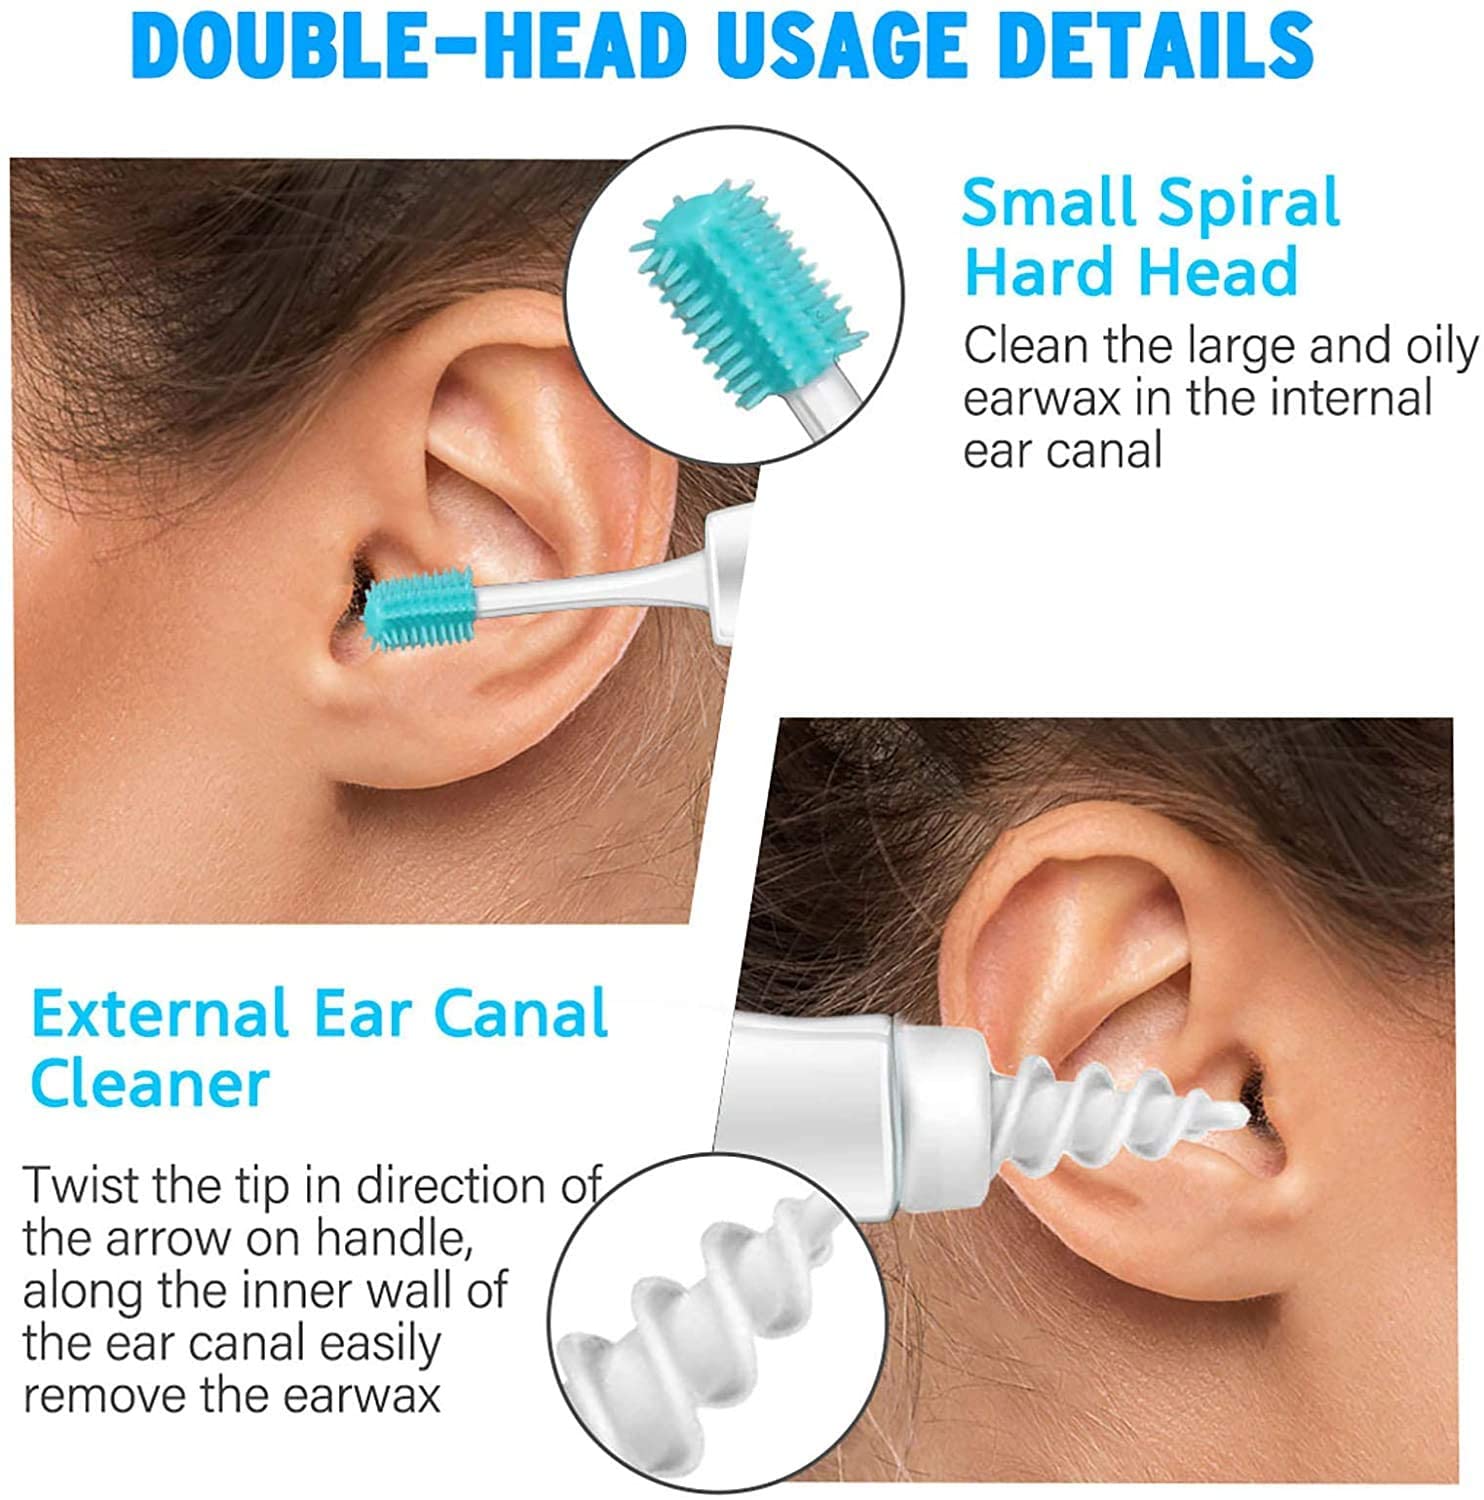 DOUBLE-HEAD USAGE DETAILS
Small Spiral
Hard Head
Clean the large and oily
earwax in the internal
ear canal
External Ear Canal
Cleaner
Twist the tip in direction of
the arrow on handle,
along the inner wall of
the ear canal easily
remove the earwax